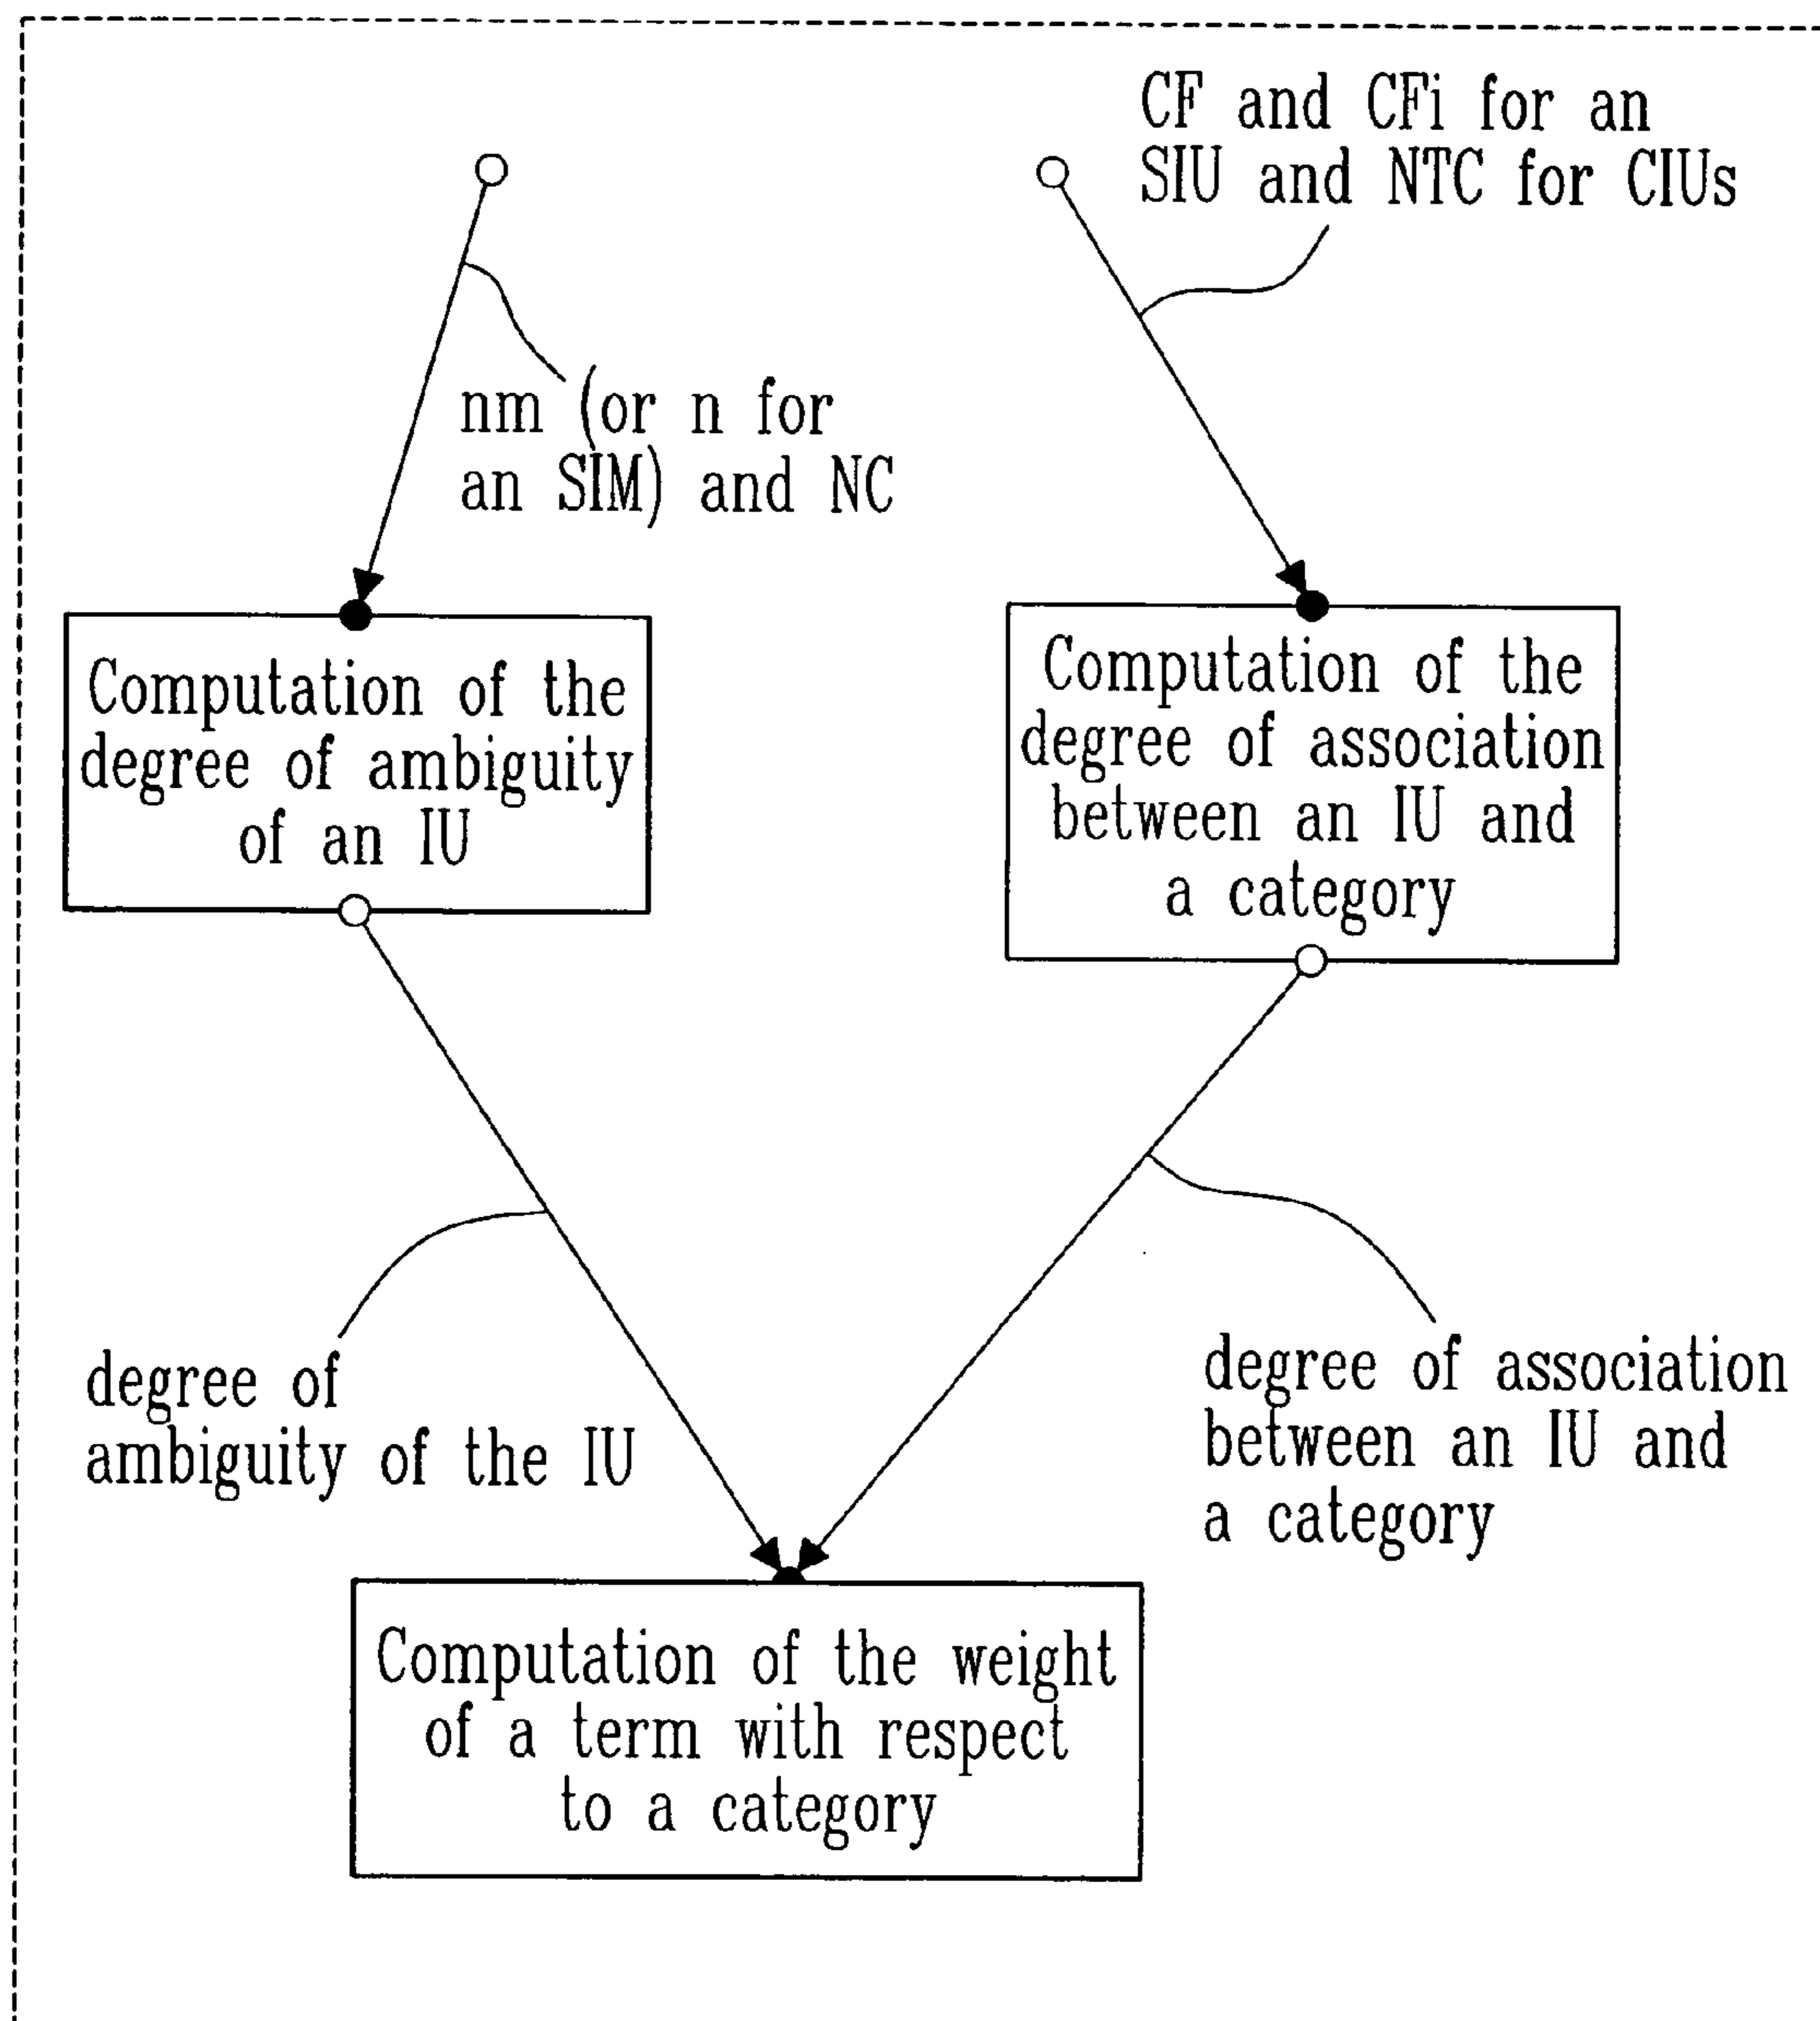 CF and CFi for an
SIU and NTC for CIUs
nm (or n for
an SIM) and NC
Computation of the
degree of ambiguity
of an IU
Computation of the
degree of association
between an IU and
a category
degree of
ambiguity of the IU
degree of association
between an IU and
a category
Computation of the weight
of a term with respect
to a category